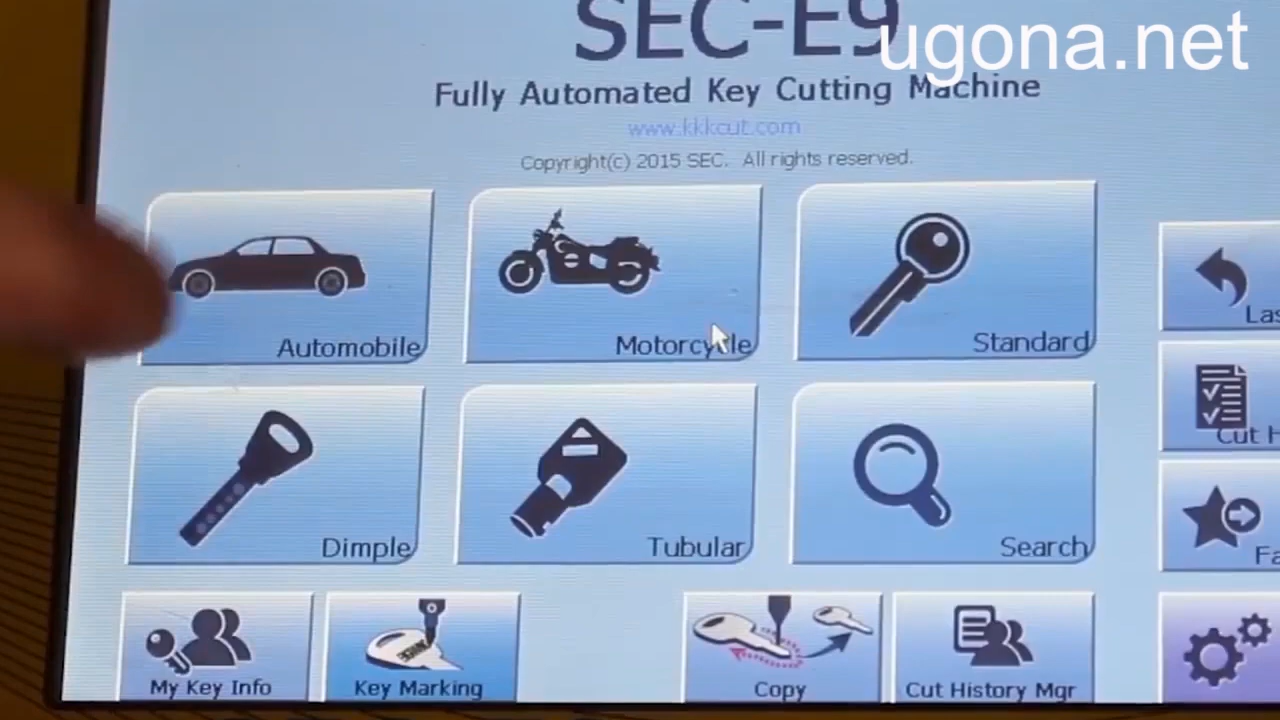 SEC-E9
ugona.net
Fully Automated Key Cutting Machine
www.kkkcut.com
Copyright(c) 2015 SEC. All rights reserved.
Automobile
Motorcycle
Standard
Dimple
Tubular
Search
Cut
My Key Info
Key Marking
Copy
Cut History Mgr